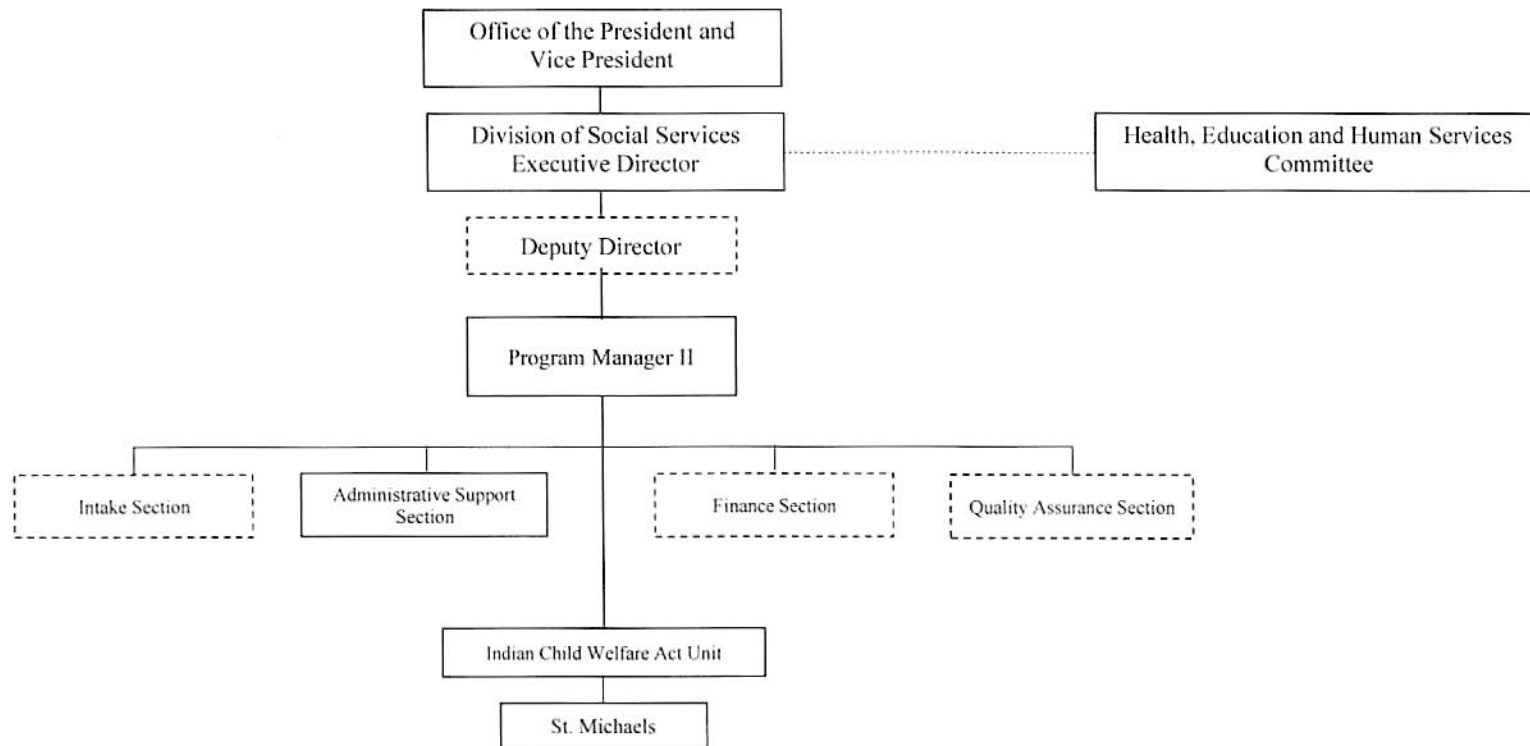 Office of the President and
Vice President
Division of Social Services
Executive Director
Health, Education and Human Services
Committee
Deputy Director
Program Manager II
Intake Section
Administrative Support
Section
Finance Section
Quality Assurance Section
Indian Child Welfare Act Unit
St. Michaels